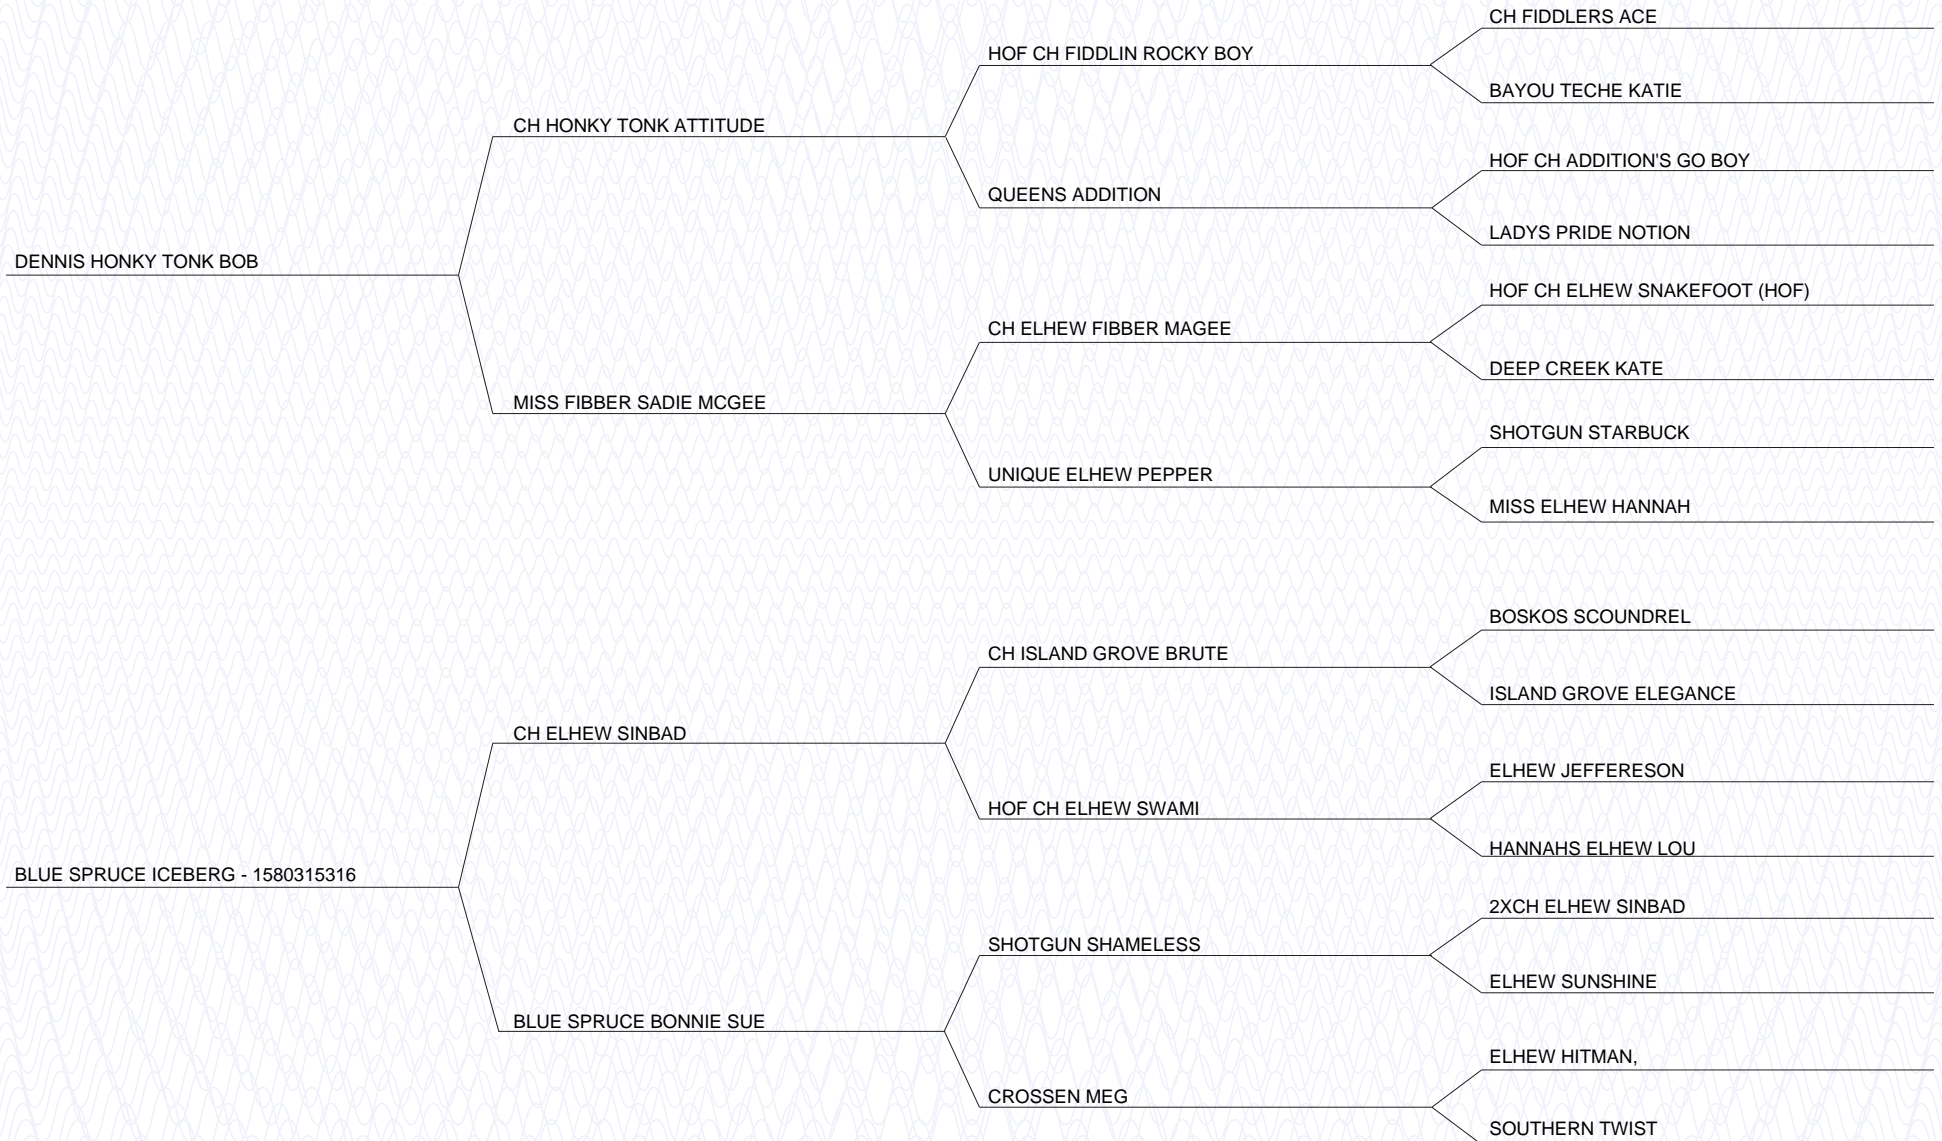 CH FIDDLERS ACE
HOF CH FIDDLIN ROCKY BOY
BAYOU TECHE KATIE
CH HONKY TONK ATTITUDE
HOF CH ADDITION'S GO BOY
QUEENS ADDITION
LADYS PRIDE NOTION
DENNIS HONKY TONK BOB
HOF CH ELHEW SNAKEFOOT (HOF)
CH ELHEW FIBBER MAGEE
DEEP CREEK KATE
MISS FIBBER SADIE MCGEE
SHOTGUN STARBUCK
UNIQUE ELHEW PEPPER
MISS ELHEW HANNAH
BOSKOS SCOUNDREL
CH ISLAND GROVE BRUTE
ISLAND GROVE ELEGANCE
CH ELHEW SINBAD
ELHEW JEFFERESON
HOF CH ELHEW SWAMI
HANNAHS ELHEW LOU
BLUE SPRUCE ICEBERG - 1580315316
2XCH ELHEW SINBAD
SHOTGUN SHAMELESS
ELHEW SUNSHINE
BLUE SPRUCE BONNIE SUE
ELHEW HITMAN,
CROSSEN MEG
SOUTHERN TWIST